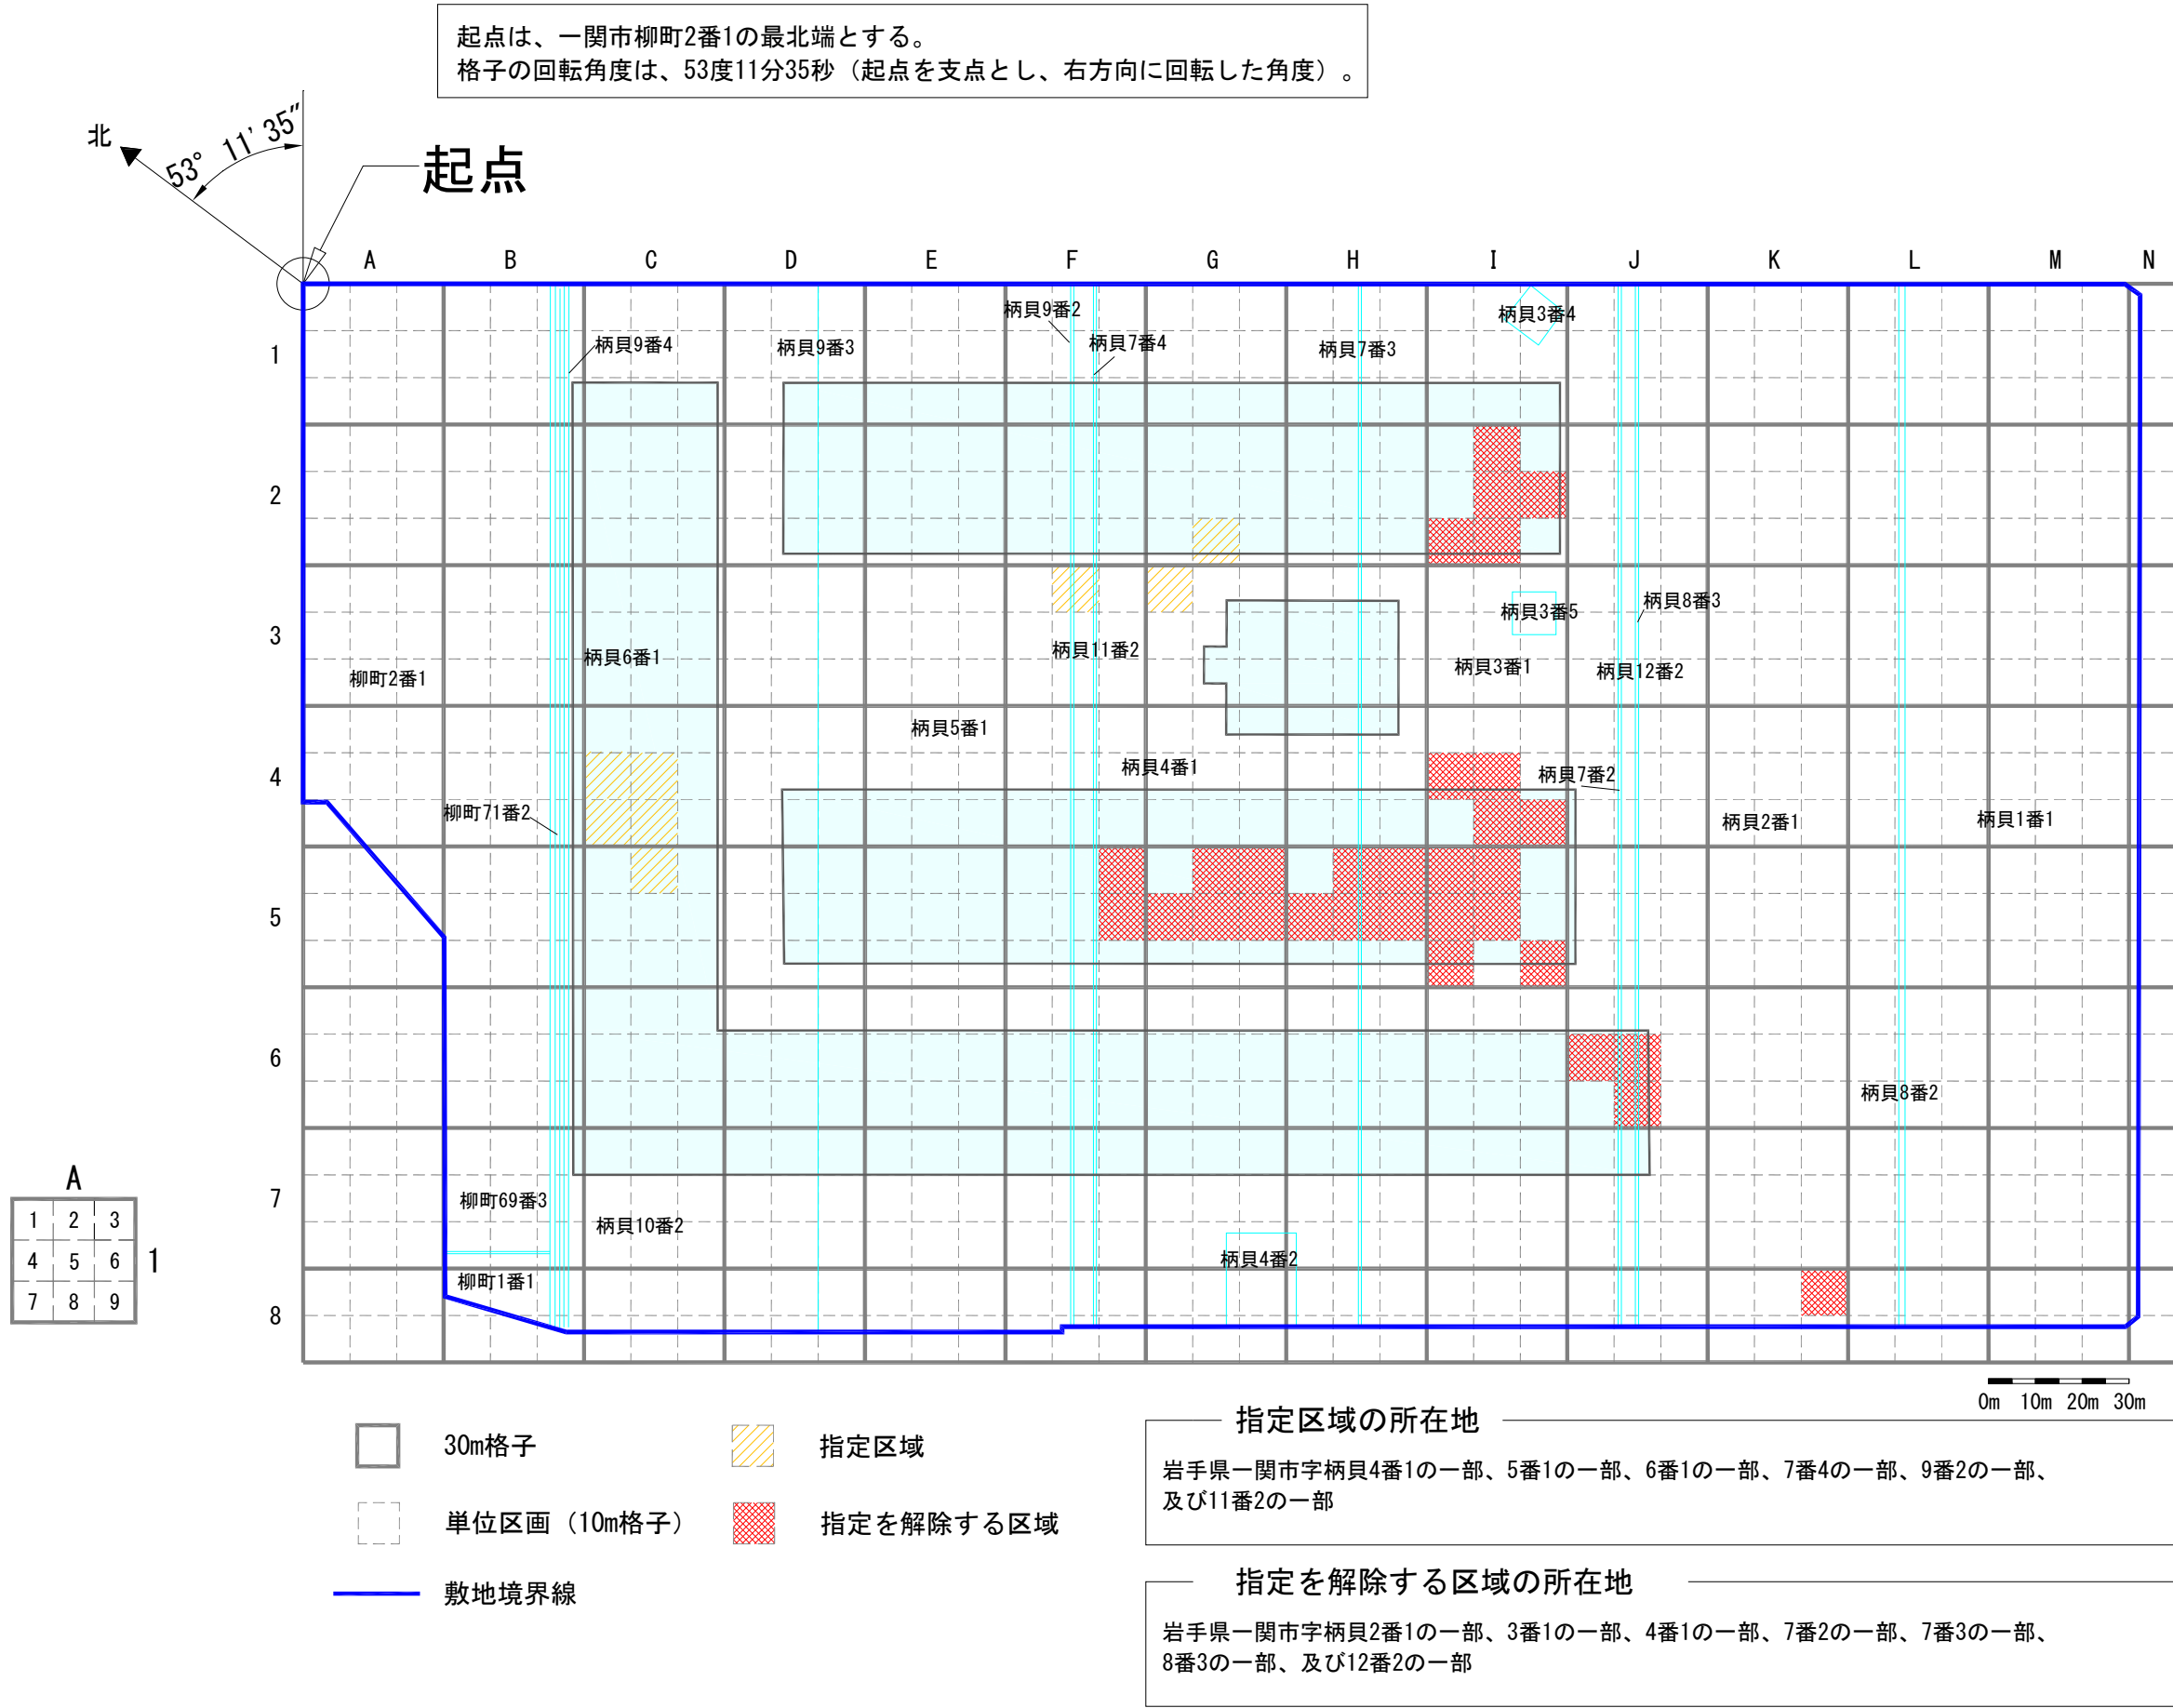 起点は、一関市柳町2番1の最北端とする。
格子の回転角度は、53度11分35秒（起点を支点とし、右方向に回転した角度）。
北
53° 11' 35″
起点
A B C D E F G H I J K L M N
1
2
3
4
5
6
7
8
柄貝9番4
柄貝9番3
柄貝9番2
柄貝7番4
柄貝7番3
柄貝3番4
柄貝3番5
柄貝8番3
柳町2番1
柄貝6番1
柄貝11番2
柄貝3番1
柄貝12番2
柄貝5番1
柄貝4番1
柄貝7番2
柳町71番2
柄貝2番1
柄貝1番1
柄貝8番2
柳町69番3
柄貝10番2
柄貝4番2
柳町1番1
A
1 2 3
4 5 6
7 8 9
1
0m 10m 20m 30m
30m格子
指定区域
単位区画（10m格子）
指定を解除する区域
敷地境界線
指定区域の所在地
岩手県一関市字柄貝4番1の一部、5番1の一部、6番1の一部、7番4の一部、9番2の一部、
及び11番2の一部
指定を解除する区域の所在地
岩手県一関市字柄貝2番1の一部、3番1の一部、4番1の一部、7番2の一部、7番3の一部、
8番3の一部、及び12番2の一部